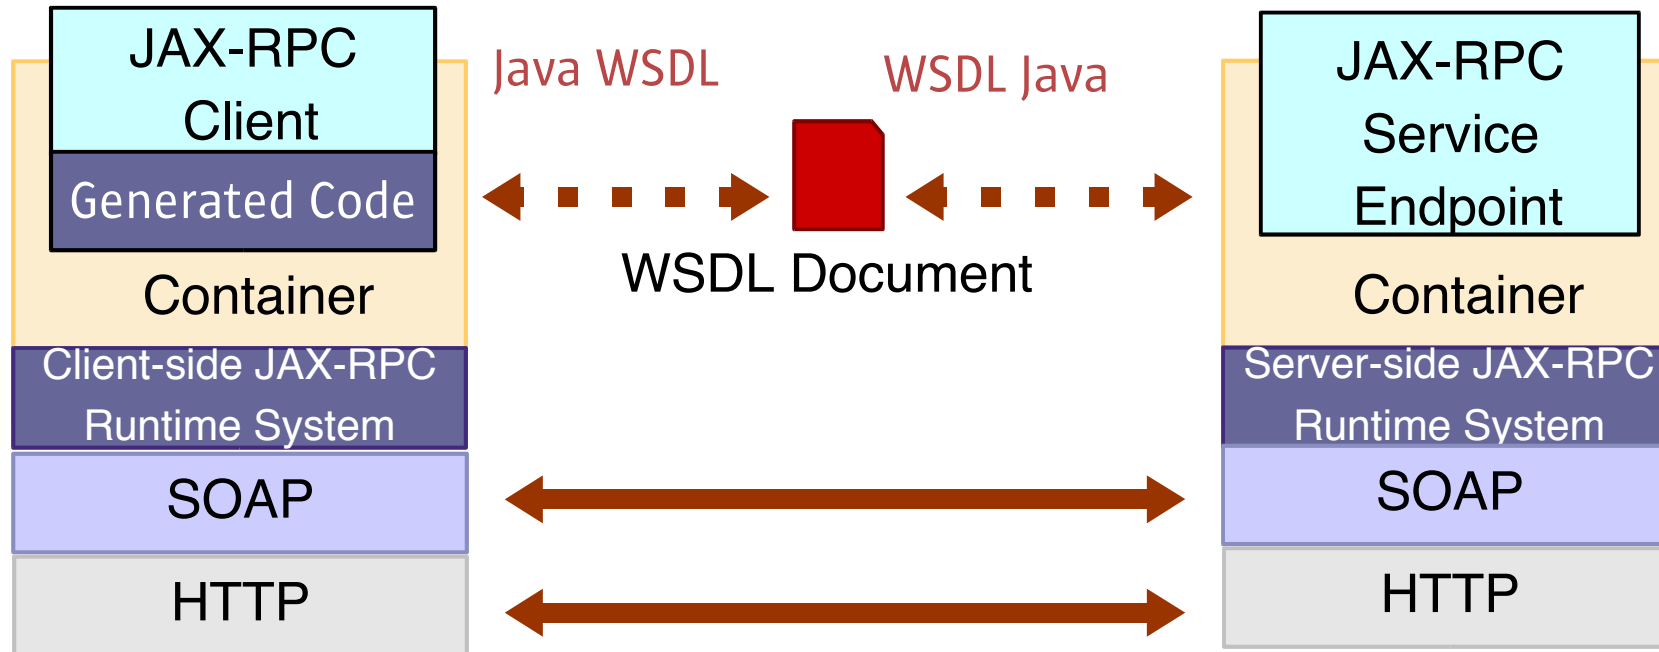 JAX-RPC
Client
Generated Code
Container
Client-side JAX-RPC
Runtime System
SOAP
HTTP
Java WSDL
WSDL Java
WSDL Document
JAX-RPC
Service
Endpoint
Container
Server-side JAX-RPC
Runtime System
SOAP
HTTP